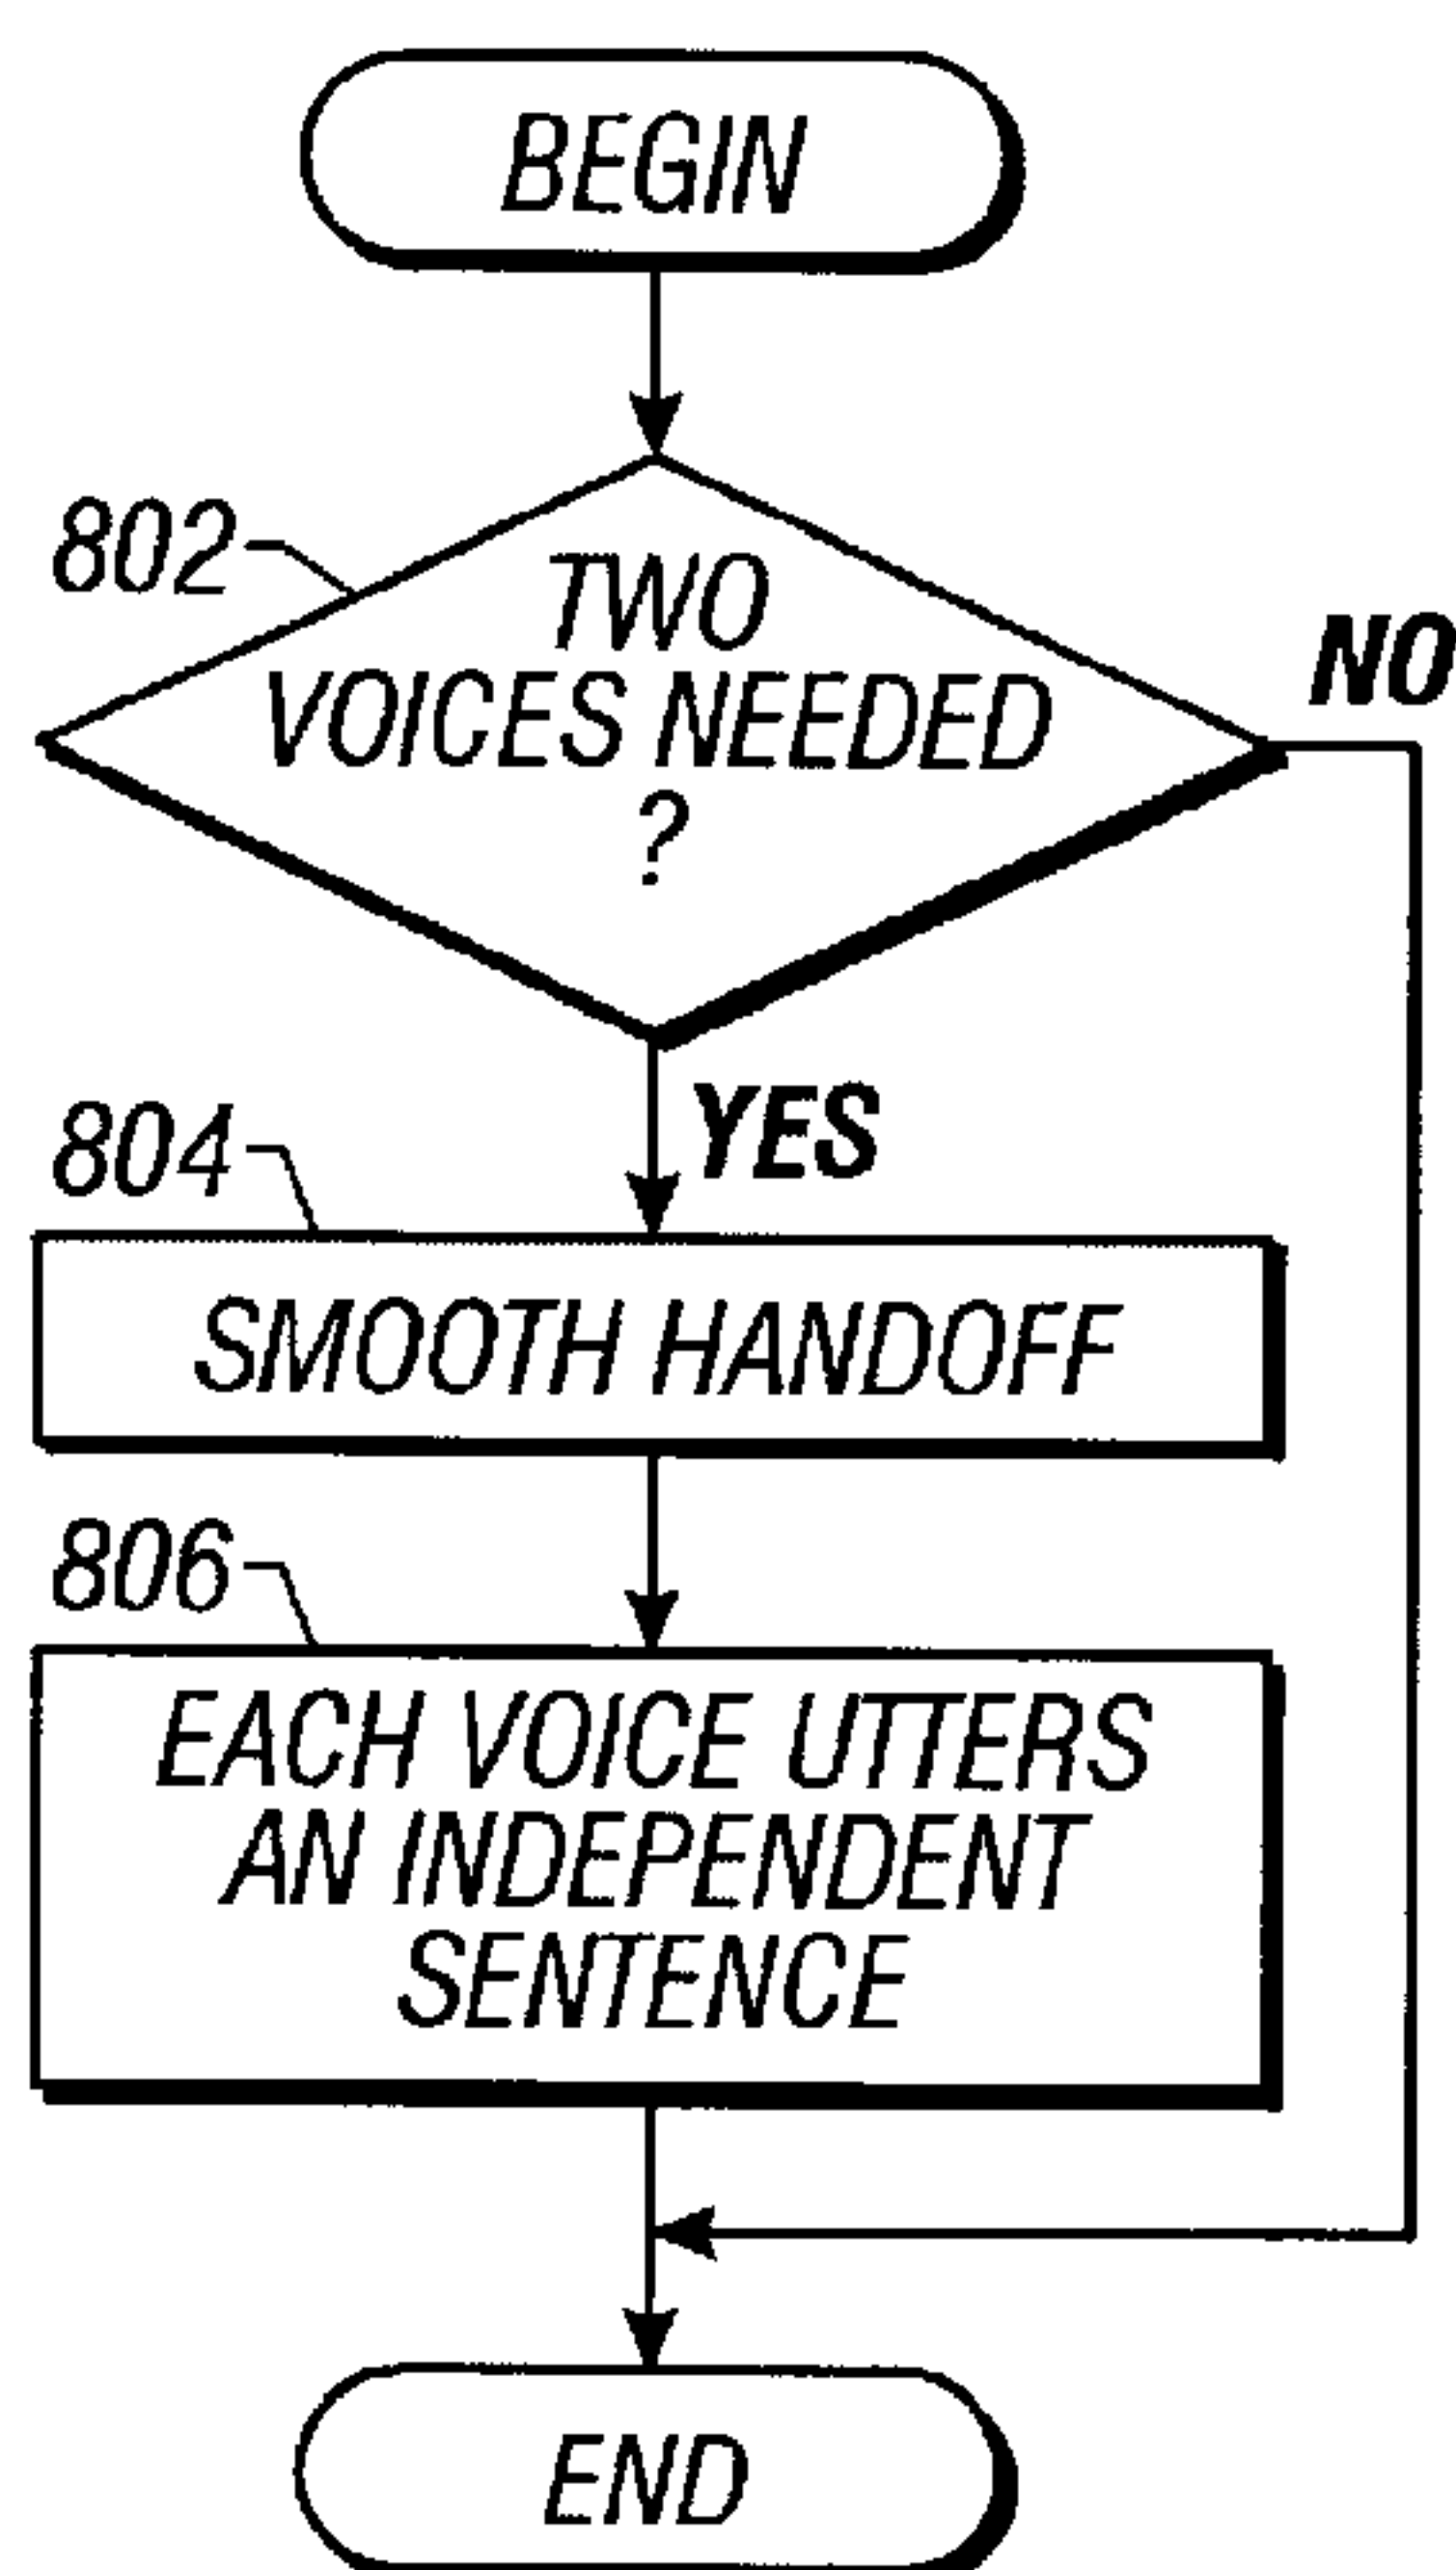 BEGIN
802
TWO
VOICES NEEDED
?
NO
YES
804
SMOOTH HANDOFF
806
EACH VOICE UTTERS
AN INDEPENDENT
SENTENCE
END